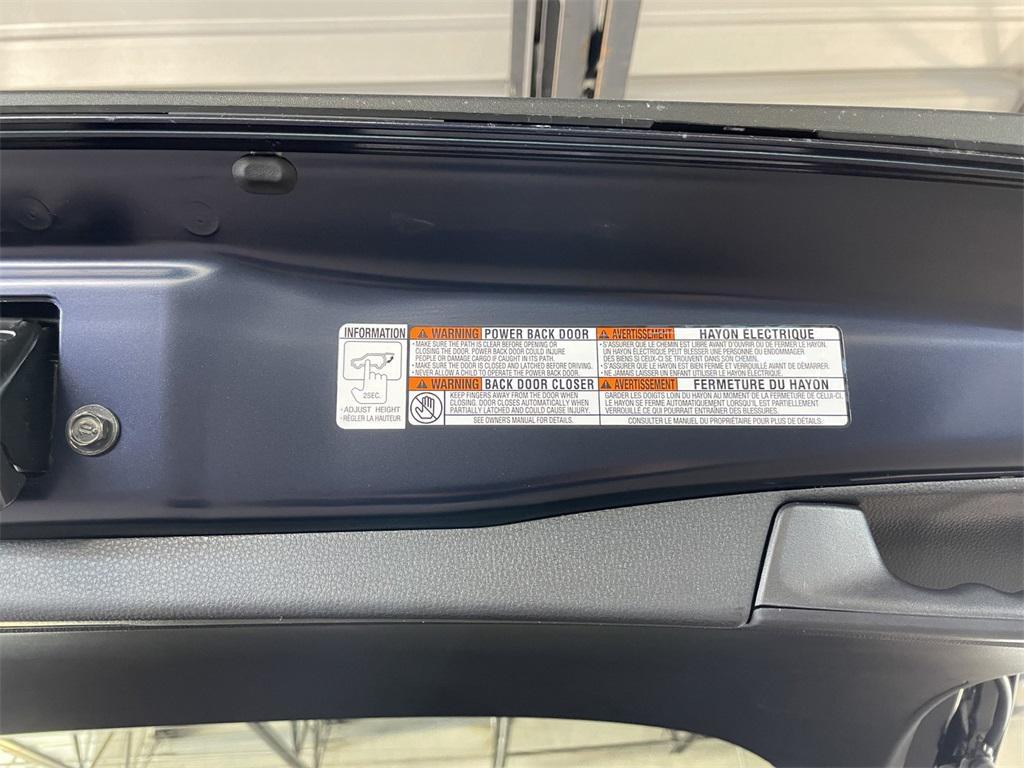 INFORMATION
2SEC.
• ADJUST HEIGHT
• RÉGLER LA HAUTEUR
WARNING POWER BACK DOOR
• MAKE SURE THE PATH IS CLEAR BEFORE OPENING OR
CLOSING THE DOOR. POWER BACK DOOR COULD INJURE
PEOPLE OR DAMAGE CARGO IF CAUGHT IN ITS PATH.
• MAKE SURE THE DOOR IS CLOSED AND LATCHED BEFORE DRIVING.
• NEVER ALLOW A CHILD TO OPERATE THE POWER BACK DOOR.
WARNING BACK DOOR CLOSER
KEEP FINGERS AWAY FROM THE DOOR WHEN
CLOSING. DOOR CLOSES AUTOMATICALLY WHEN
PARTIALLY LATCHED AND COULD CAUSE INJURY.
SEE OWNER'S MANUAL FOR DETAILS.
AVERTISSEMENT HAYON ÉLECTRIQUE
• S'ASSURER QUE LE CHEMIN EST LIBRE AVANT D'OUVRIR OU DE FERMER LE HAYON.
UN HAYON ÉLECTRIQUE PEUT BLESSER UNE PERSONNE OU ENDOMMAGER
DES BIENS SI CEUX-CI SE TROUVENT DANS SON CHEMIN.
• S'ASSURER QUE LE HAYON EST BIEN FERMÉ ET VERROUILLÉ AVANT DE DÉMARRER.
• NE JAMAIS LAISSER UN ENFANT UTILISER LE HAYON ÉLECTRIQUE.
AVERTISSEMENT FERMETURE DU HAYON
GARDER LES DOIGTS LOIN DU HAYON AU MOMENT DE LA FERMETURE DE CELUI-CI.
LE HAYON SE FERME AUTOMATIQUEMENT LORSQU'IL EST PARTIELLEMENT
VERROUILLÉ CE QUI POURRAIT ENTRAÎNER DES BLESSURES.
CONSULTER LE MANUEL DU PROPRIÉTAIRE POUR PLUS DE DÉTAILS.